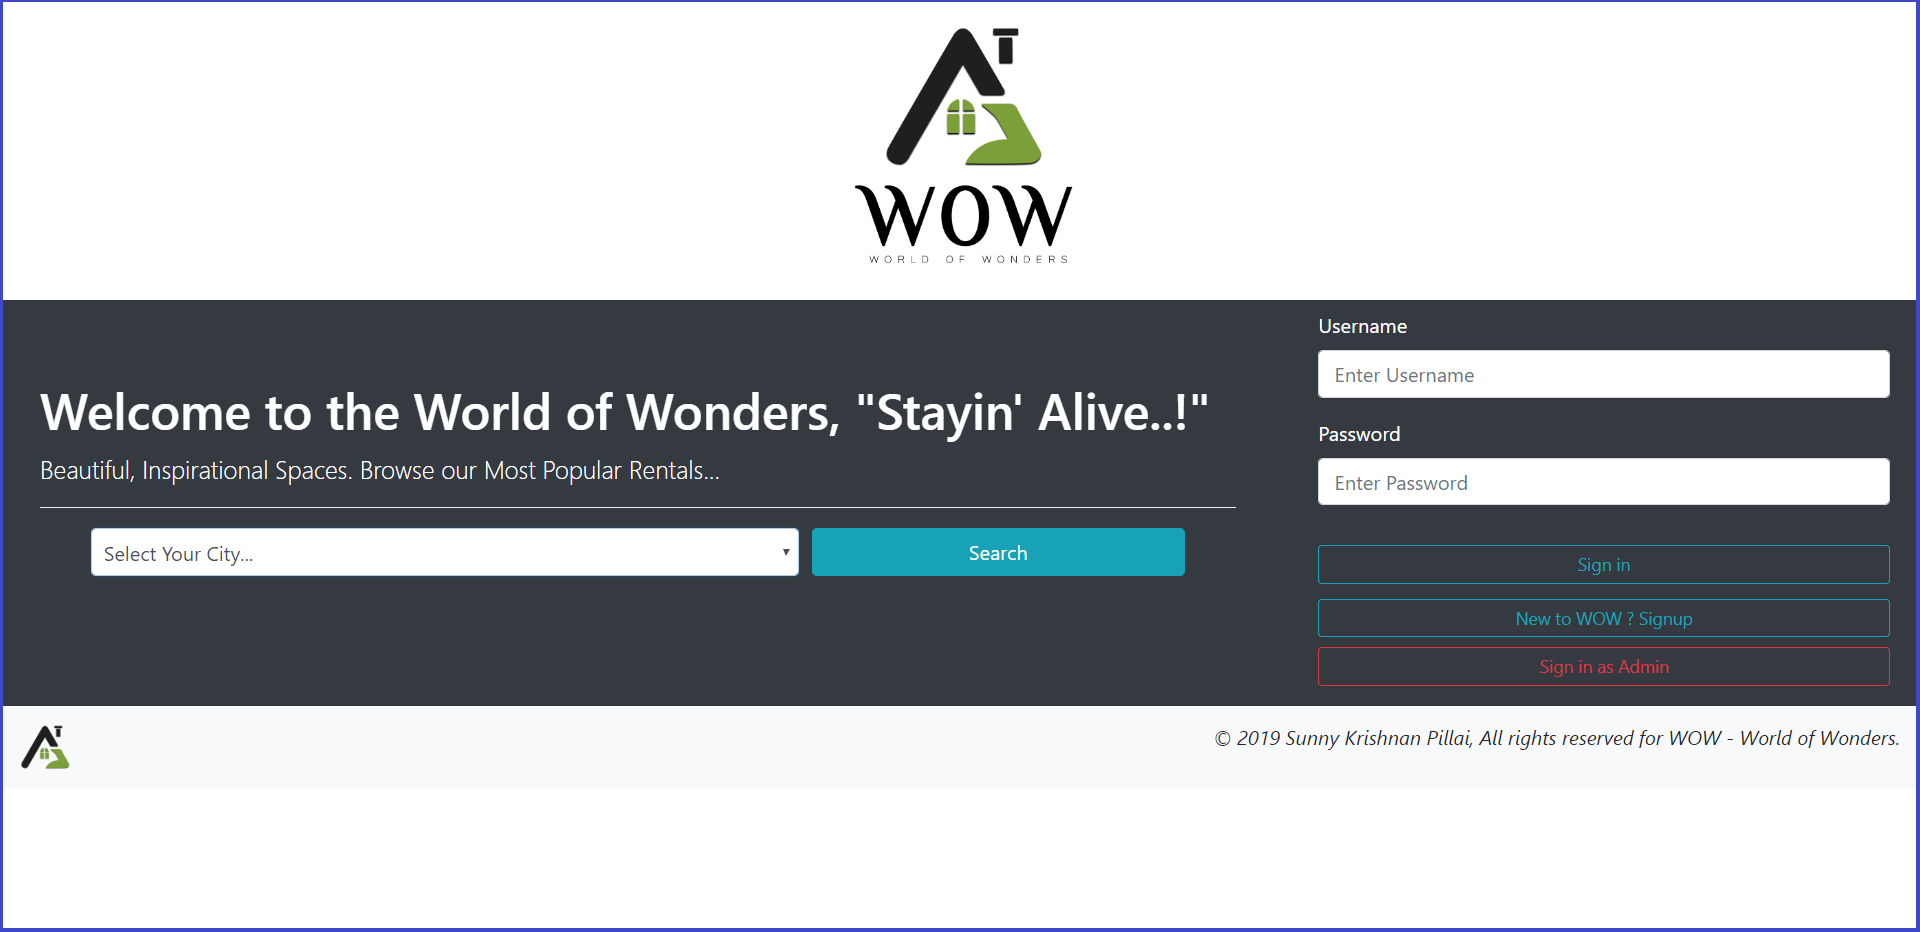 WOW
WORLD OF WONDERS
Welcome to the World of Wonders, "Stayin' Alive..!"
Beautiful, Inspirational Spaces. Browse our Most Popular Rentals...
Select Your City...
Search
Username
Enter Username
Password
Enter Password
Sign in
New to WOW ? Signup
Sign in as Admin
© 2019 Sunny Krishnan Pillai, All rights reserved for WOW - World of Wonders.